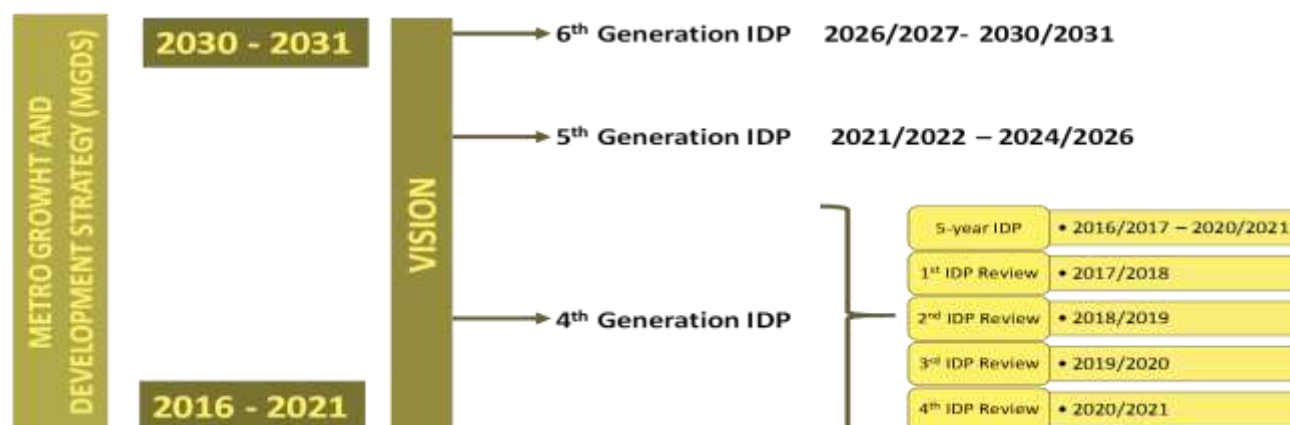 METRO GROWHT AND
DEVELOPMENT STRATEGY (MGDS)
2030 - 2031
2016 - 2021
VISION
6th Generation IDP 2026/2027- 2030/2031
5th Generation IDP 2021/2022 – 2024/2026
4th Generation IDP
5-year IDP • 2016/2017 – 2020/2021
1st IDP Review • 2017/2018
2nd IDP Review • 2018/2019
3rd IDP Review • 2019/2020
4th IDP Review • 2020/2021